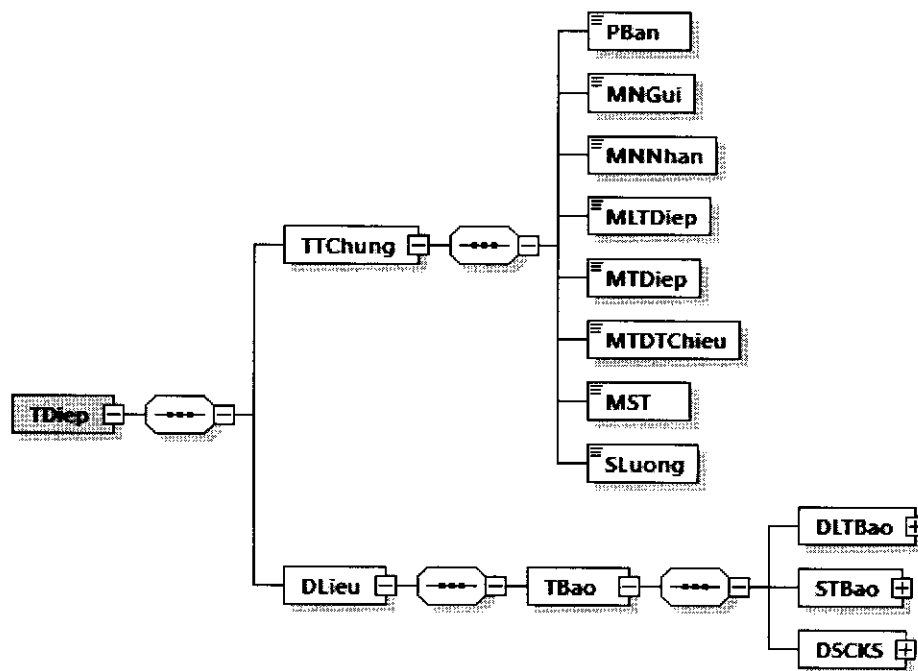 PBan
MNGui
MNNhan
MLTDiep
TTChung
MTDiep
MTDTChieu
TDiep
MST
SLuong
DLTBao
DLieu
TBao
STBao
DSCKS